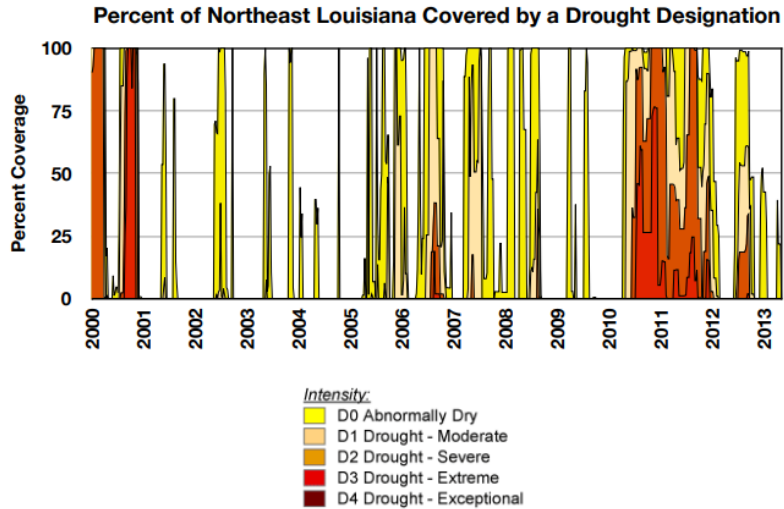 Percent of Northeast Louisiana Covered by a Drought Designation
100
75
50
25
0
Percent Coverage
2000
2001
2002
2003
2004
2005
2006
2007
2008
2009
2010
2011
2012
2013
Intensity:
D0 Abnormally Dry
D1 Drought - Moderate
D2 Drought - Severe
D3 Drought - Extreme
D4 Drought - Exceptional